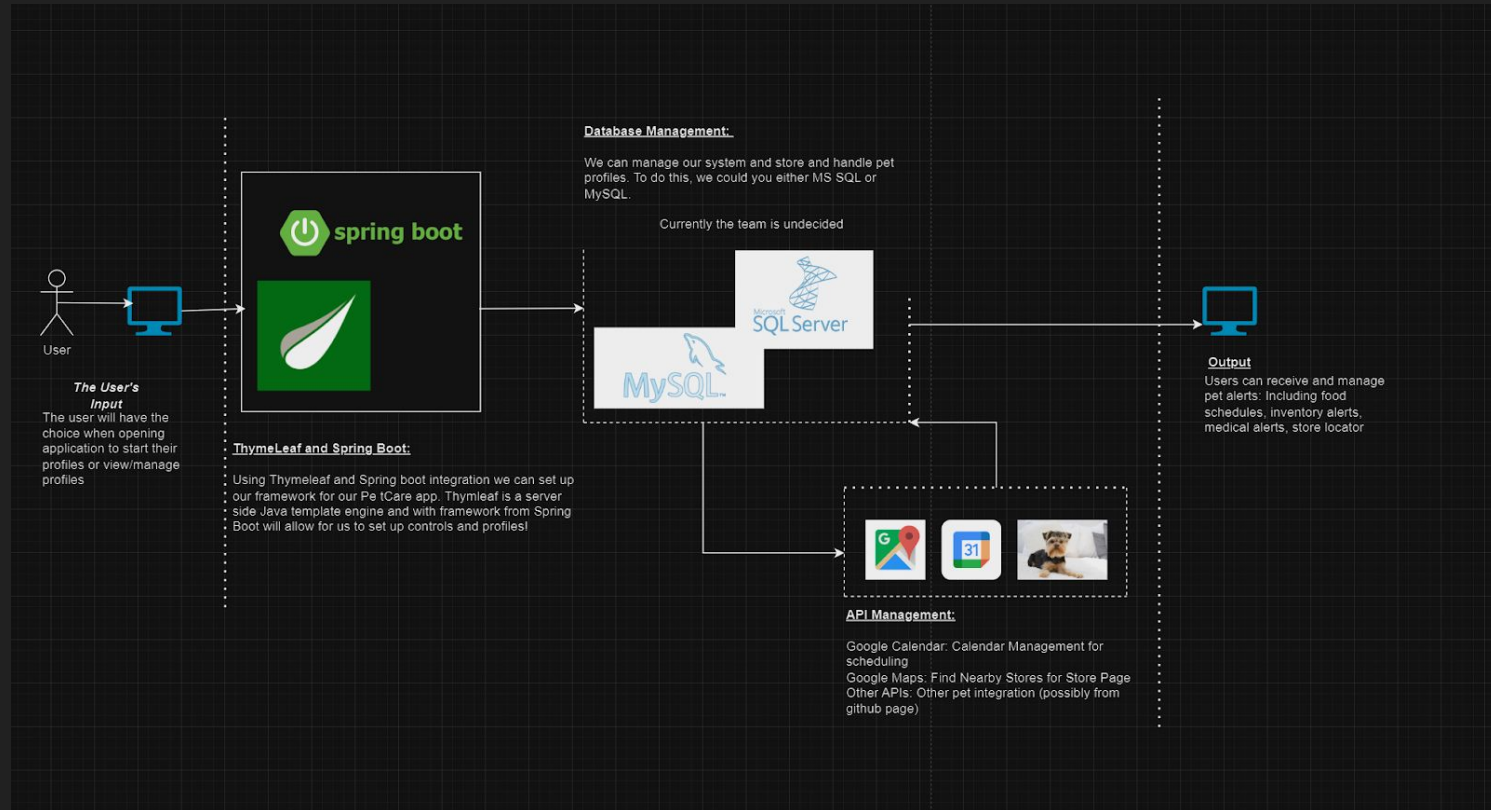 Database Management:
We can manage our system and store and handle pet
profiles. To do this, we could you either MS SQL or
MySQL.
Currently the team is undecided
spring boot
Microsoft
SQL Server
MySQL™
User
The User's
Input
The user will have the
choice when opening
application to start their
profiles or view/manage
profiles
ThymeLeaf and Spring Boot:
Using Thymeleaf and Spring boot integration we can set up
our framework for our Pe tCare app. Thymleaf is a server
side Java template engine and with framework from Spring
Boot will allow for us to set up controls and profiles!
G
31
API Management:
Google Calendar: Calendar Management for
scheduling
Google Maps: Find Nearby Stores for Store Page
Other APIs: Other pet integration (possibly from
github page)
Output
Users can receive and manage
pet alerts: Including food
schedules, inventory alerts,
medical alerts, store locator